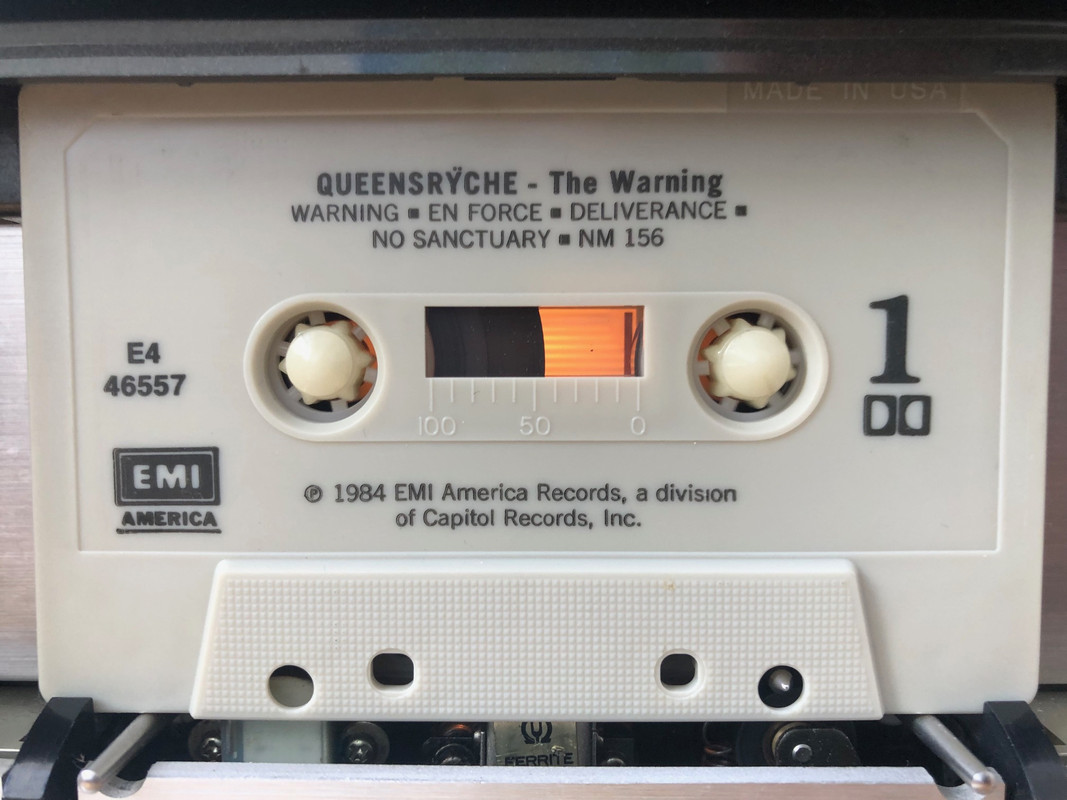 MADE IN USA
QUEENSRŸCHE - The Warning
WARNING ▪ EN FORCE ▪ DELIVERANCE ▪
NO SANCTUARY ▪ NM 156
E4
46557
1
100 50 0
EMI
AMERICA
℗ 1984 EMI America Records, a division
of Capitol Records, Inc.
FERRITE